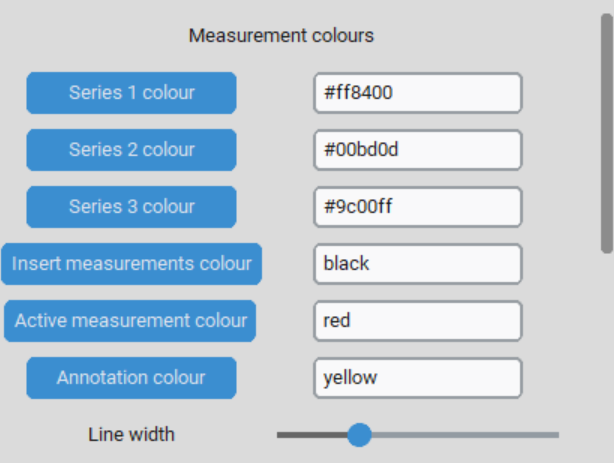 Measurement colours
Series 1 colour #ff8400
Series 2 colour #00bd0d
Series 3 colour #9c00ff
Insert measurements colour black
Active measurement colour red
Annotation colour yellow
Line width